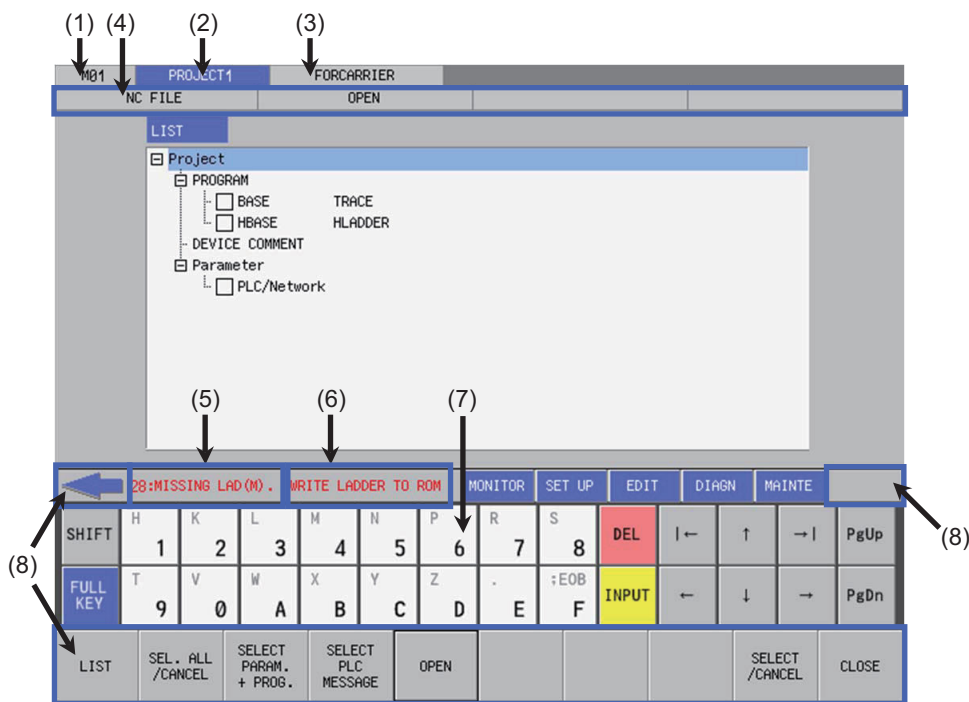 (1) (4) (2) (3)
M01 PROJECT1 FORCARRIER
NC FILE OPEN
LIST
Project
PROGRAM
BASE TRACE
HBASE HLADDER
DEVICE COMMENT
Parameter
PLC/Network
(5) (6) (7)
28:MISSING LAD(M). WRITE LADDER TO ROM MONITOR SET UP EDIT DIAGN MAINTE
(8)
(8)
SHIFT H 1 K 2 L 3 M 4 N 5 P 6 R 7 S 8 DEL |← ↑ →| PgUp
FULL KEY T 9 V 0 W A X B Y C Z D . E ;EOB F INPUT ← ↓ → PgDn
LIST SEL. ALL /CANCEL SELECT PARAM. + PROG. SELECT PLC MESSAGE OPEN SELECT /CANCEL CLOSE